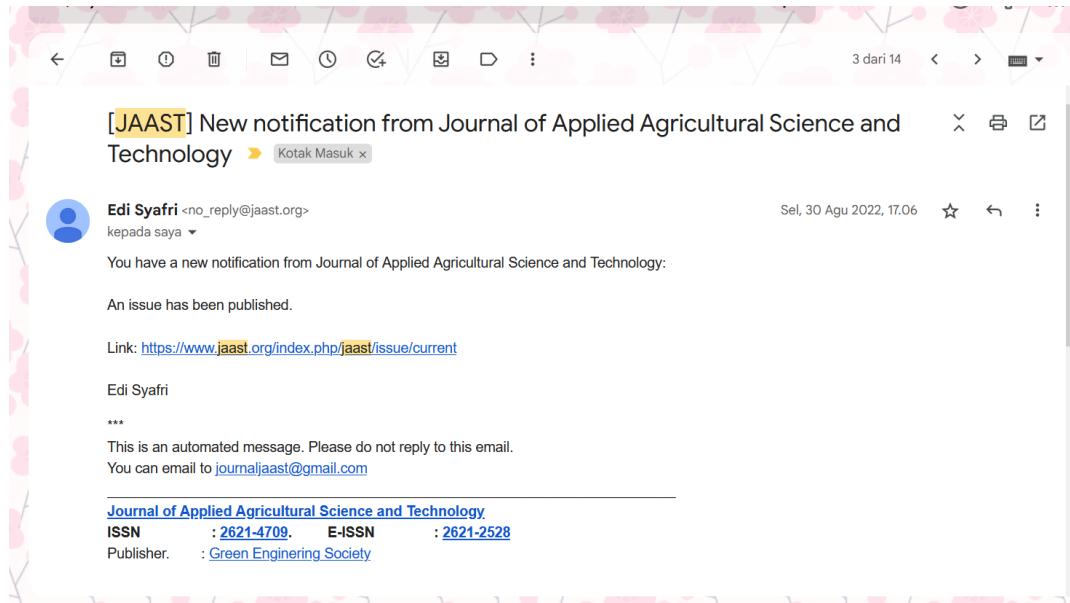 3 dari 14
[JAAST] New notification from Journal of Applied Agricultural Science and
Technology Kotak Masuk ×
Edi Syafri <no_reply@jaast.org> Sel, 30 Agu 2022, 17.06
kepada saya
You have a new notification from Journal of Applied Agricultural Science and Technology:
An issue has been published.
Link: https://www.jaast.org/index.php/jaast/issue/current
Edi Syafri
***
This is an automated message. Please do not reply to this email.
You can email to journaljaast@gmail.com
Journal of Applied Agricultural Science and Technology
ISSN : 2621-4709. E-ISSN : 2621-2528
Publisher. : Green Enginering Society